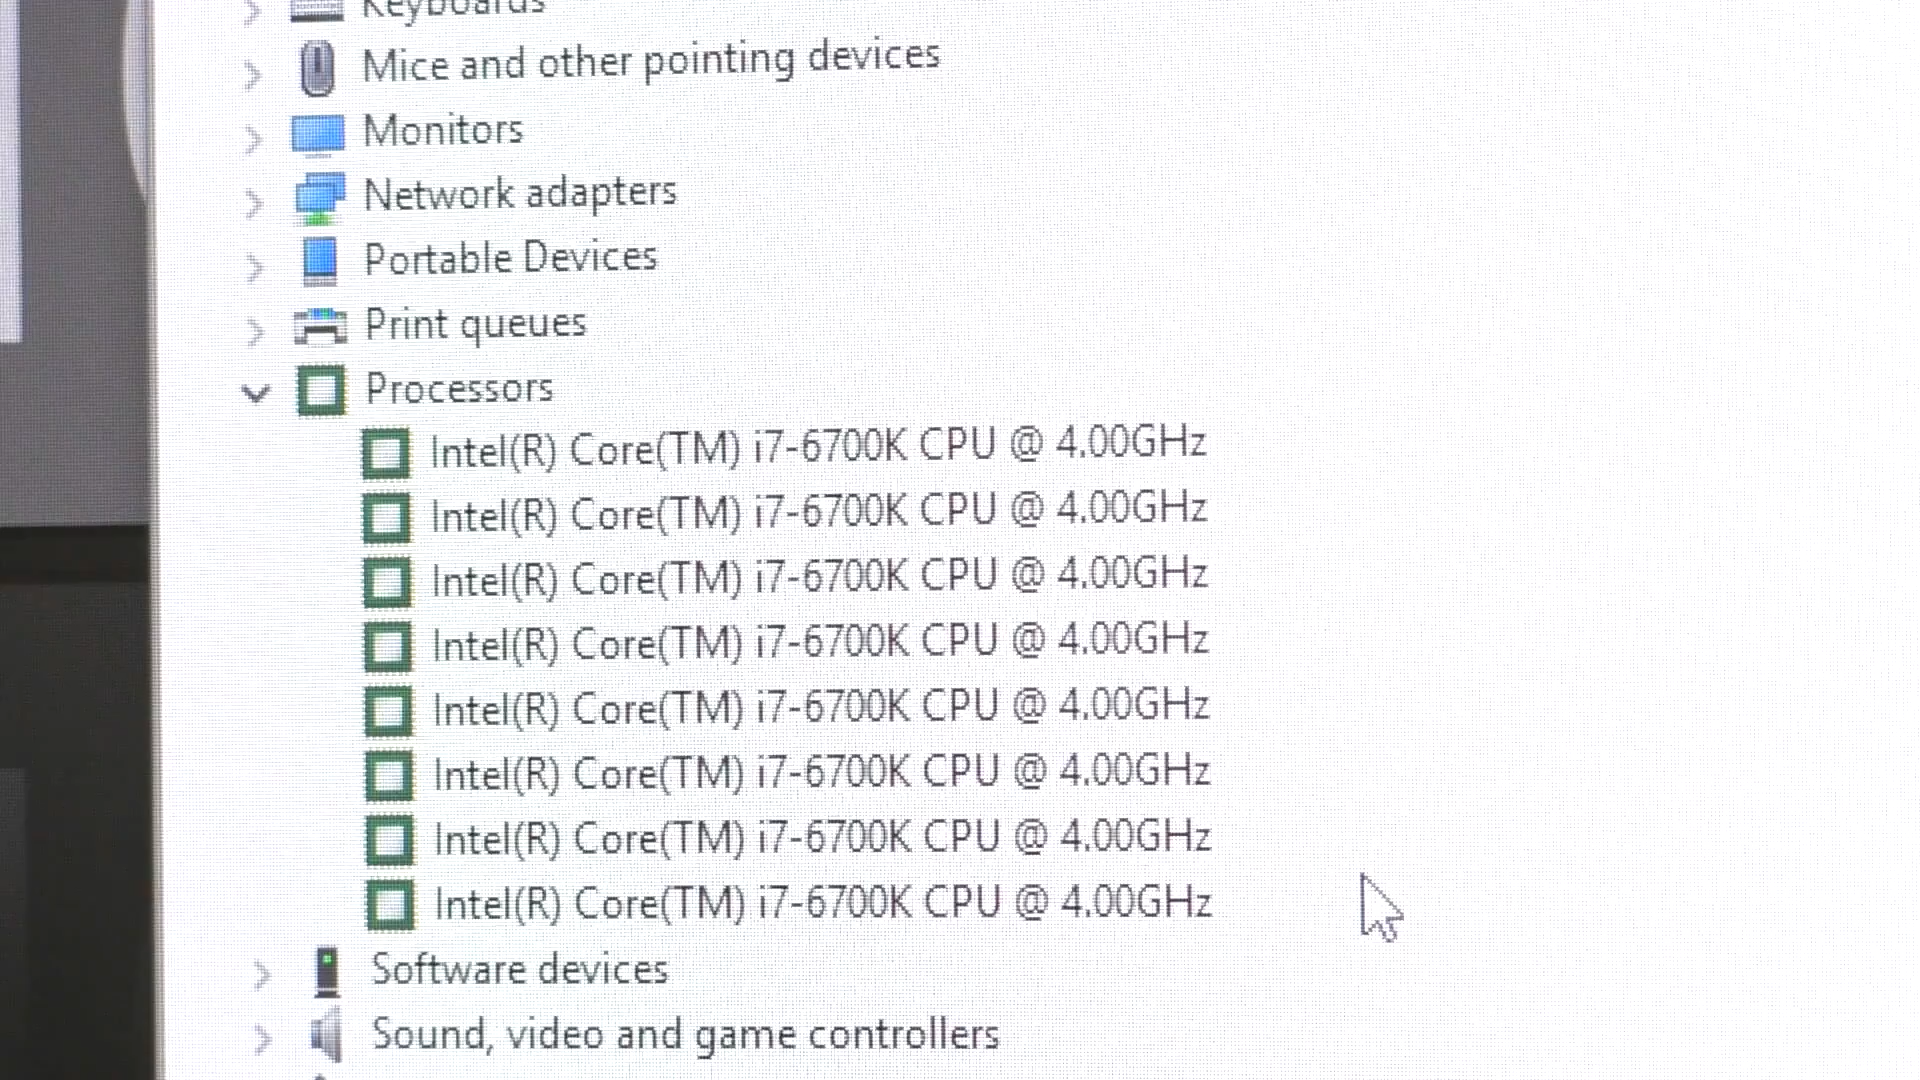 Keyboards
Mice and other pointing devices
Monitors
Network adapters
Portable Devices
Print queues
Processors
Intel(R) Core(TM) i7-6700K CPU @ 4.00GHz
Intel(R) Core(TM) i7-6700K CPU @ 4.00GHz
Intel(R) Core(TM) i7-6700K CPU @ 4.00GHz
Intel(R) Core(TM) i7-6700K CPU @ 4.00GHz
Intel(R) Core(TM) i7-6700K CPU @ 4.00GHz
Intel(R) Core(TM) i7-6700K CPU @ 4.00GHz
Intel(R) Core(TM) i7-6700K CPU @ 4.00GHz
Intel(R) Core(TM) i7-6700K CPU @ 4.00GHz
Software devices
Sound, video and game controllers